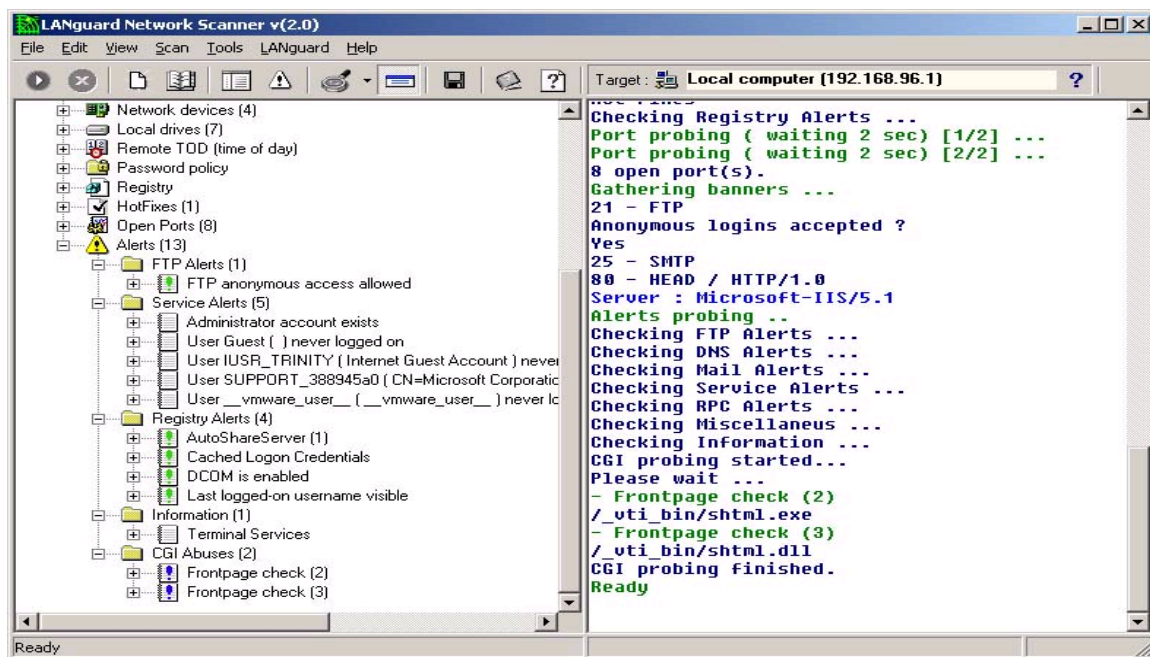 LANguard Network Scanner v(2.0)
File Edit View Scan Tools LANguard Help
Target : Local computer (192.168.96.1) ?
Network devices (4)
Local drives (7)
Remote TOD (time of day)
Password policy
Registry
HotFixes (1)
Open Ports (8)
Alerts (13)
FTP Alerts (1)
FTP anonymous access allowed
Service Alerts (5)
Administrator account exists
User Guest ( ) never logged on
User IUSR_TRINITY ( Internet Guest Account ) never
User SUPPORT_388945a0 ( CN=Microsoft Corporatic
User __vmware_user__ ( __vmware_user__ ) never lo
Registry Alerts (4)
AutoShareServer (1)
Cached Logon Credentials
DCOM is enabled
Last logged-on username visible
Information (1)
Terminal Services
CGI Abuses (2)
Frontpage check (2)
Frontpage check (3)
Checking Registry Alerts ...
Port probing ( waiting 2 sec) [1/2] ...
Port probing ( waiting 2 sec) [2/2] ...
8 open port(s).
Gathering banners ...
21 - FTP
Anonymous logins accepted ?
Yes
25 - SMTP
80 - HEAD / HTTP/1.0
Server : Microsoft-IIS/5.1
Alerts probing ..
Checking FTP Alerts ...
Checking DNS Alerts ...
Checking Mail Alerts ...
Checking Service Alerts ...
Checking RPC Alerts ...
Checking Miscellaneus ...
Checking Information ...
CGI probing started...
Please wait ...
- Frontpage check (2)
/_vti_bin/shtml.exe
- Frontpage check (3)
/_vti_bin/shtml.dll
CGI probing finished.
Ready
Ready